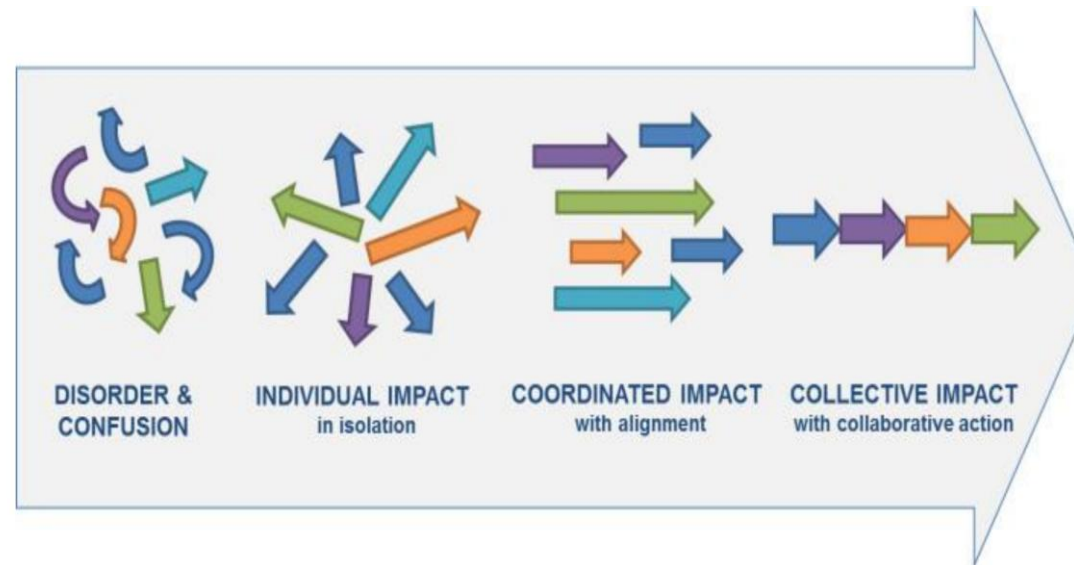 DISORDER &
CONFUSION
INDIVIDUAL IMPACT
in isolation
COORDINATED IMPACT
with alignment
COLLECTIVE IMPACT
with collaborative action